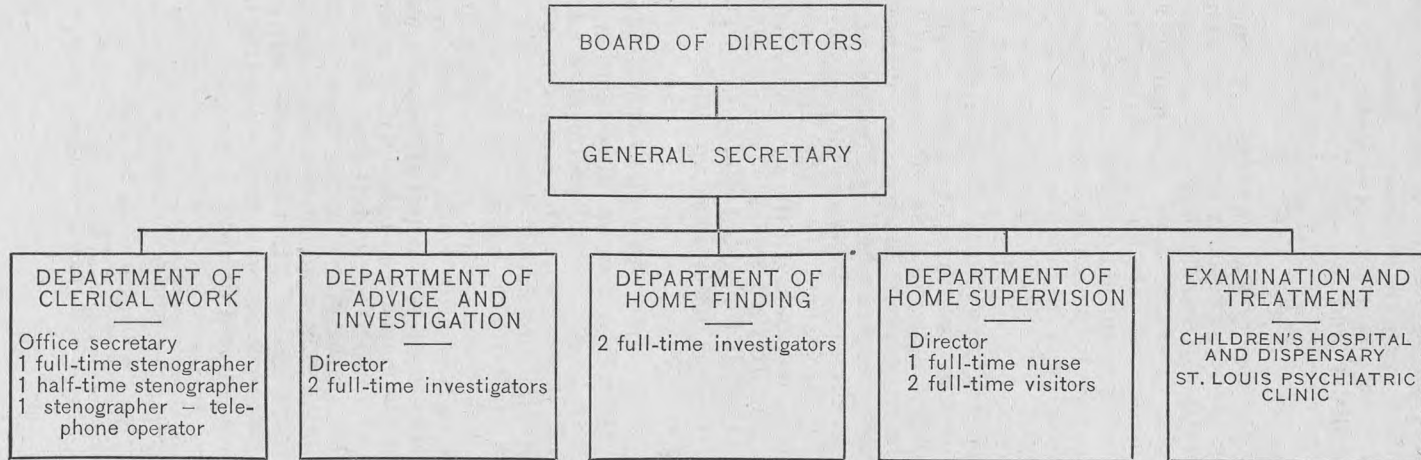 BOARD OF DIRECTORS
GENERAL SECRETARY
DEPARTMENT OF
CLERICAL WORK
Office secretary
1 full-time stenographer
1 half-time stenographer
1 stenographer – tele-
phone operator
DEPARTMENT OF
ADVICE AND
INVESTIGATION
Director
2 full-time investigators
DEPARTMENT OF
HOME FINDING
2 full-time investigators
DEPARTMENT OF
HOME SUPERVISION
Director
1 full-time nurse
2 full-time visitors
EXAMINATION AND
TREATMENT
CHILDREN'S HOSPITAL
AND DISPENSARY
ST. LOUIS PSYCHIATRIC
CLINIC